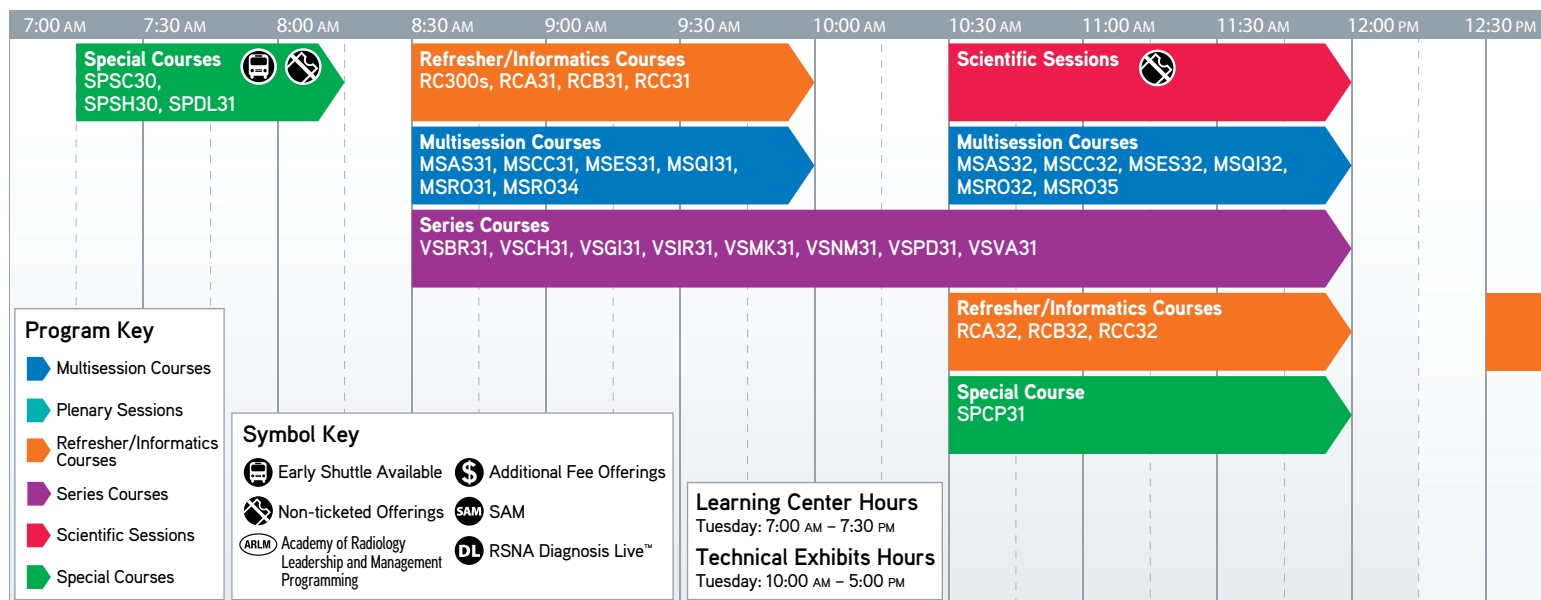 7:00 AM 7:30 AM 8:00 AM 8:30 AM 9:00 AM 9:30 AM 10:00 AM 10:30 AM 11:00 AM 11:30 AM 12:00 PM 12:30 PM
Special Courses
SPSC30,
SPSH30, SPDL31
Refresher/Informatics Courses
RC300s, RCA31, RCB31, RCC31
Scientific Sessions
Multisession Courses
MSAS31, MSCC31, MSES31, MSQI31,
MSRO31, MSRO34
Multisession Courses
MSAS32, MSCC32, MSES32, MSQI32,
MSRO32, MSRO35
Series Courses
VSBR31, VSCH31, VSGI31, VSIR31, VSMK31, VSNM31, VSPD31, VSVA31
Refresher/Informatics Courses
RCA32, RCB32, RCC32
Special Course
SPCP31
Program Key
Multisession Courses
Plenary Sessions
Refresher/Informatics
Courses
Series Courses
Scientific Sessions
Special Courses
Symbol Key
Early Shuttle Available
$ Additional Fee Offerings
Non-ticketed Offerings
SAM SAM
ARLM Academy of Radiology
Leadership and Management
Programming
DL RSNA Diagnosis Live™
Learning Center Hours
Tuesday: 7:00 AM – 7:30 PM
Technical Exhibits Hours
Tuesday: 10:00 AM – 5:00 PM